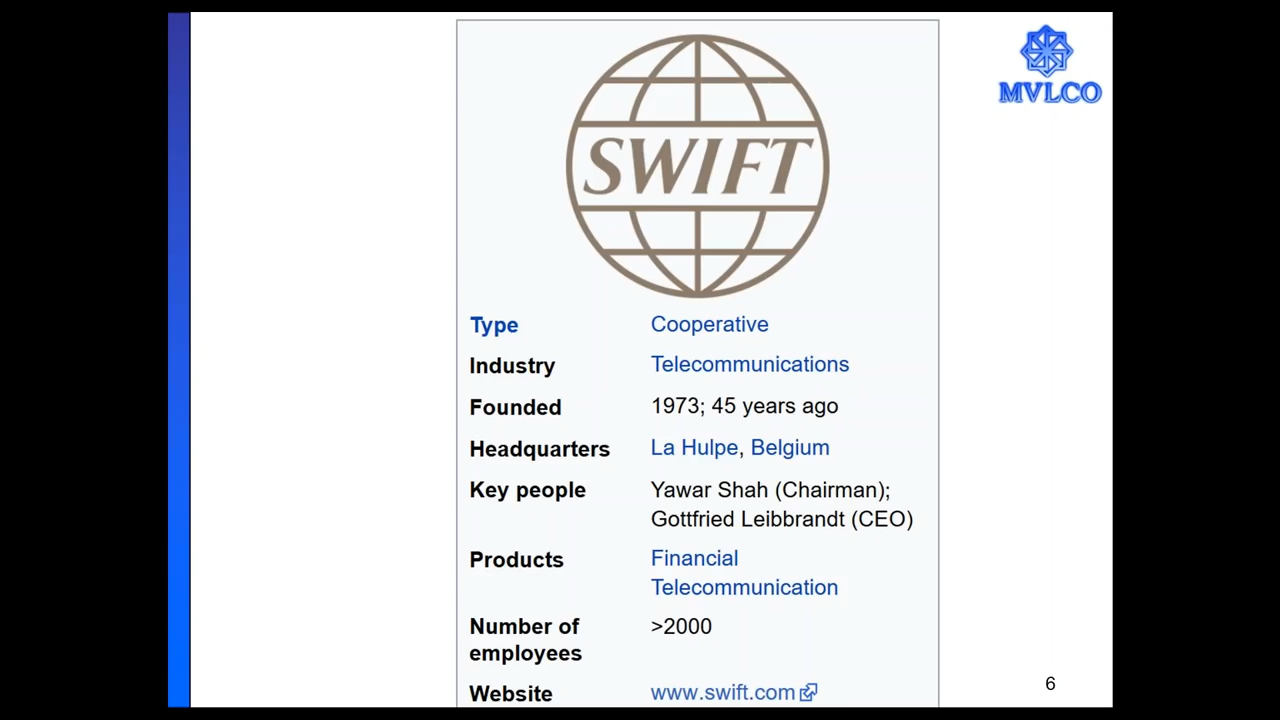 SWIFT
MVLCO
Type Cooperative
Industry Telecommunications
Founded 1973; 45 years ago
Headquarters La Hulpe, Belgium
Key people Yawar Shah (Chairman);
Gottfried Leibbrandt (CEO)
Products Financial
Telecommunication
Number of >2000
employees
Website www.swift.com
6